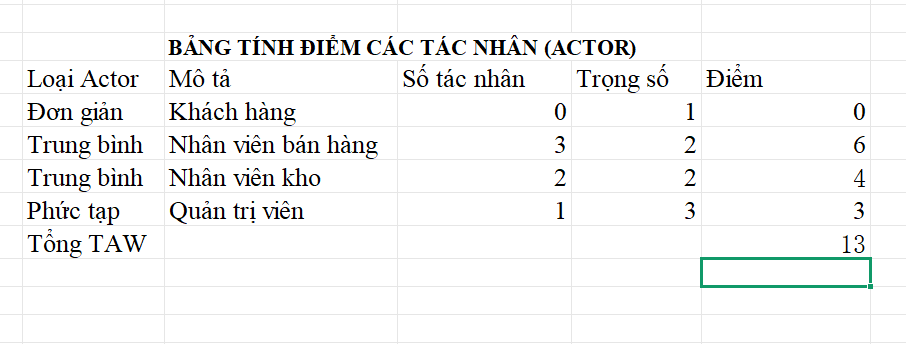 BẢNG TÍNH ĐIỂM CÁC TÁC NHÂN (ACTOR)
Loại Actor Mô tả Số tác nhân Trọng số Điểm
Đơn giản Khách hàng 0 1 0
Trung bình Nhân viên bán hàng 3 2 6
Trung bình Nhân viên kho 2 2 4
Phức tạp Quản trị viên 1 3 3
Tổng TAW 13